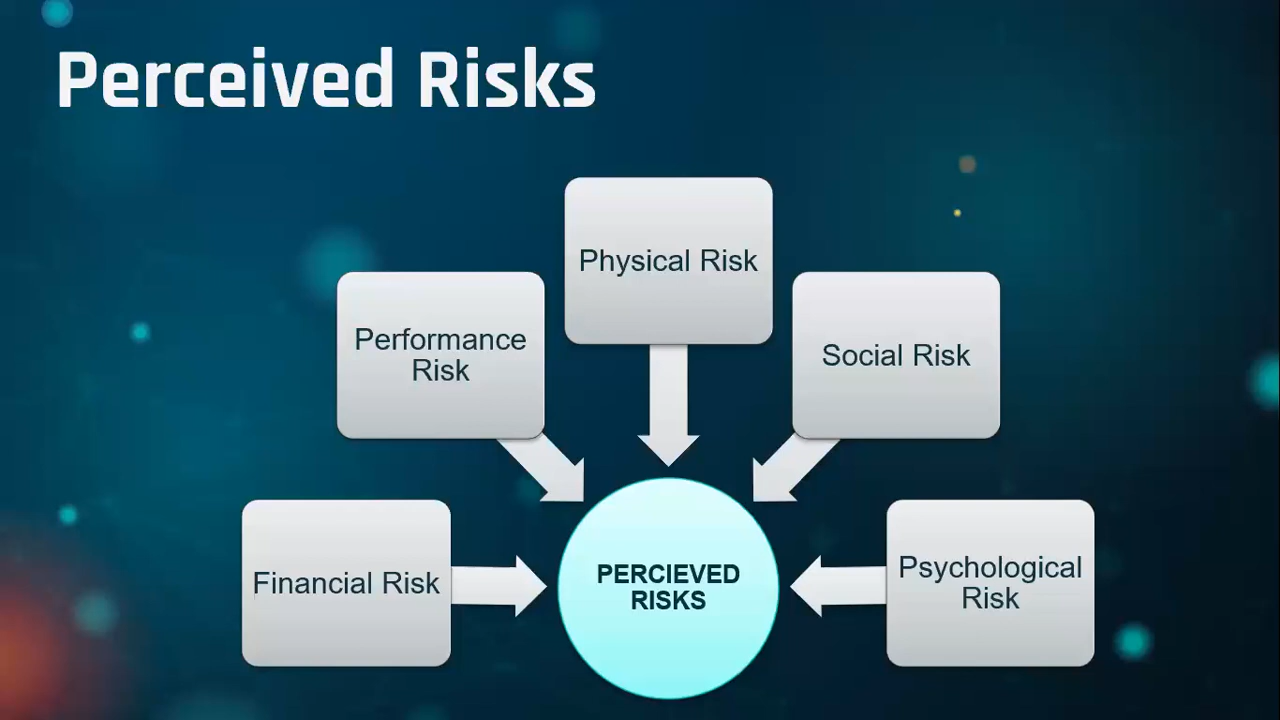 Perceived Risks
Physical Risk
Performance
Risk
Social Risk
Financial Risk
PERCIEVED
RISKS
Psychological
Risk